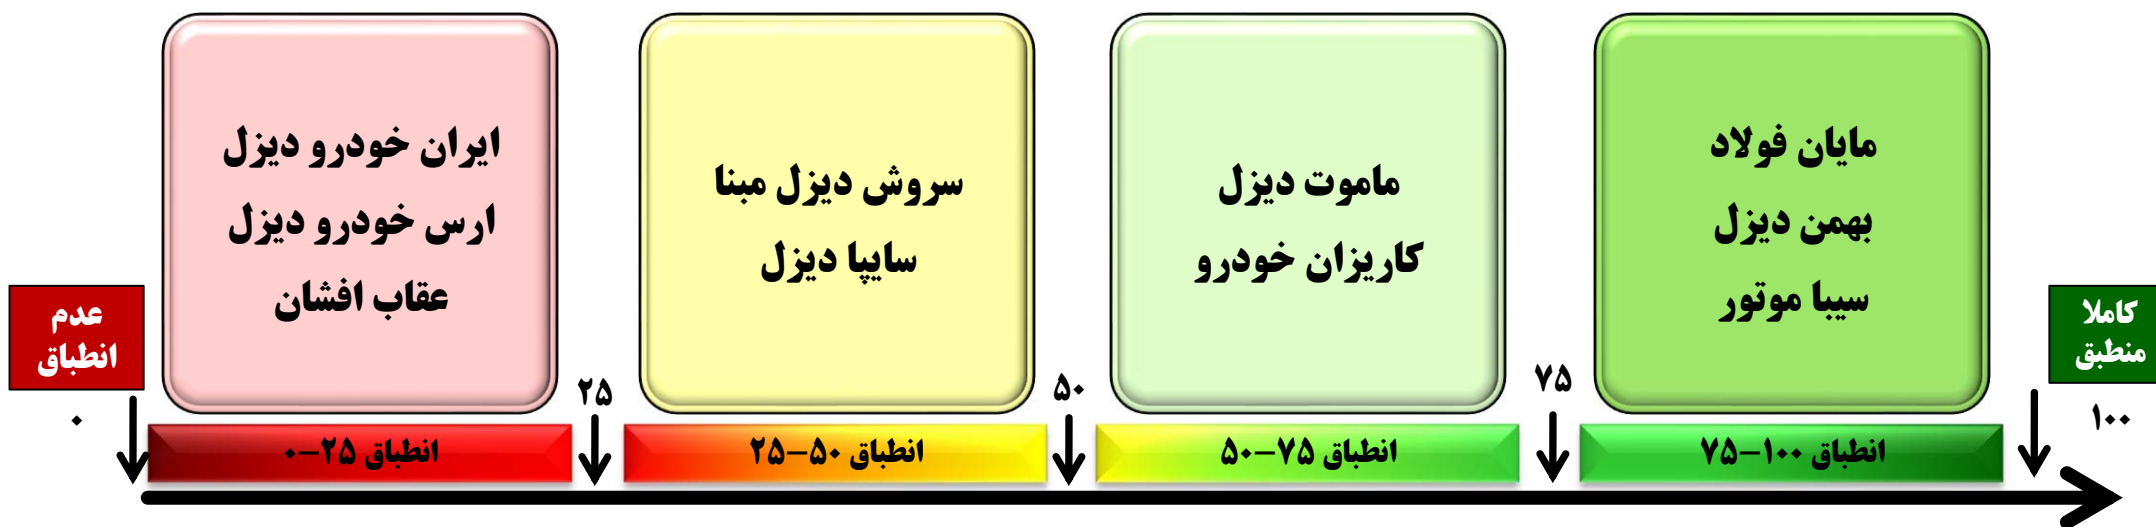 ایران خودرو دیزل
ارس خودرو دیزل
عقاب افشان
سروش دیزل مبنا
سایپا دیزل
ماموت دیزل
کاریزان خودرو
مایان فولاد
بهمن دیزل
سیبا موتور
عدم
انطباق
۰
۲۵
۵۰
۷۵
کاملا
منطبق
۱۰۰
انطباق ۲۵-۰
انطباق ۵۰-۲۵
انطباق ۷۵-۵۰
انطباق ۱۰۰-۷۵